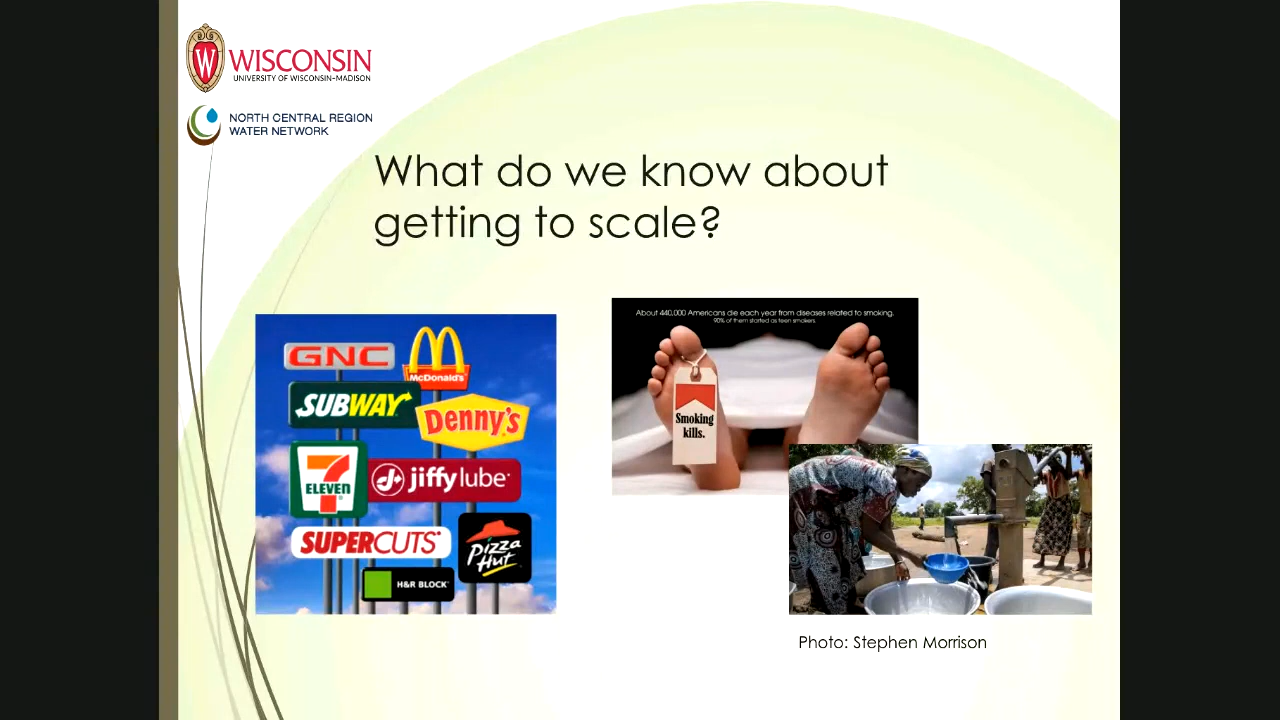 WISCONSIN
UNIVERSITY OF WISCONSIN–MADISON
NORTH CENTRAL REGION
WATER NETWORK
What do we know about
getting to scale?
GNC
McDonald's
SUBWAY
Denny's
7
ELEVEN
J+ jiffy lube
SUPERCUTS
Pizza
Hut
H&R BLOCK
About 440,000 Americans die each year from diseases related to smoking.
90% of them started as teen smokers.
Smoking
kills.
Photo: Stephen Morrison